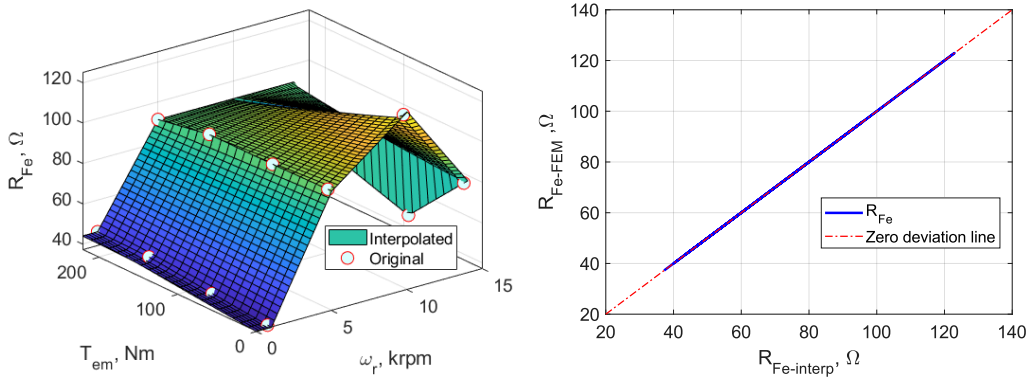 120
100
80
60
40
R_Fe, Ω
200
100
0
0
5
10
15
T_em, Nm
ω_r, krpm
Interpolated
Original
140
120
100
80
60
40
20
R_Fe-FEM ,Ω
R_Fe
Zero deviation line
20
40
60
80
100
120
140
R_Fe-interp, Ω